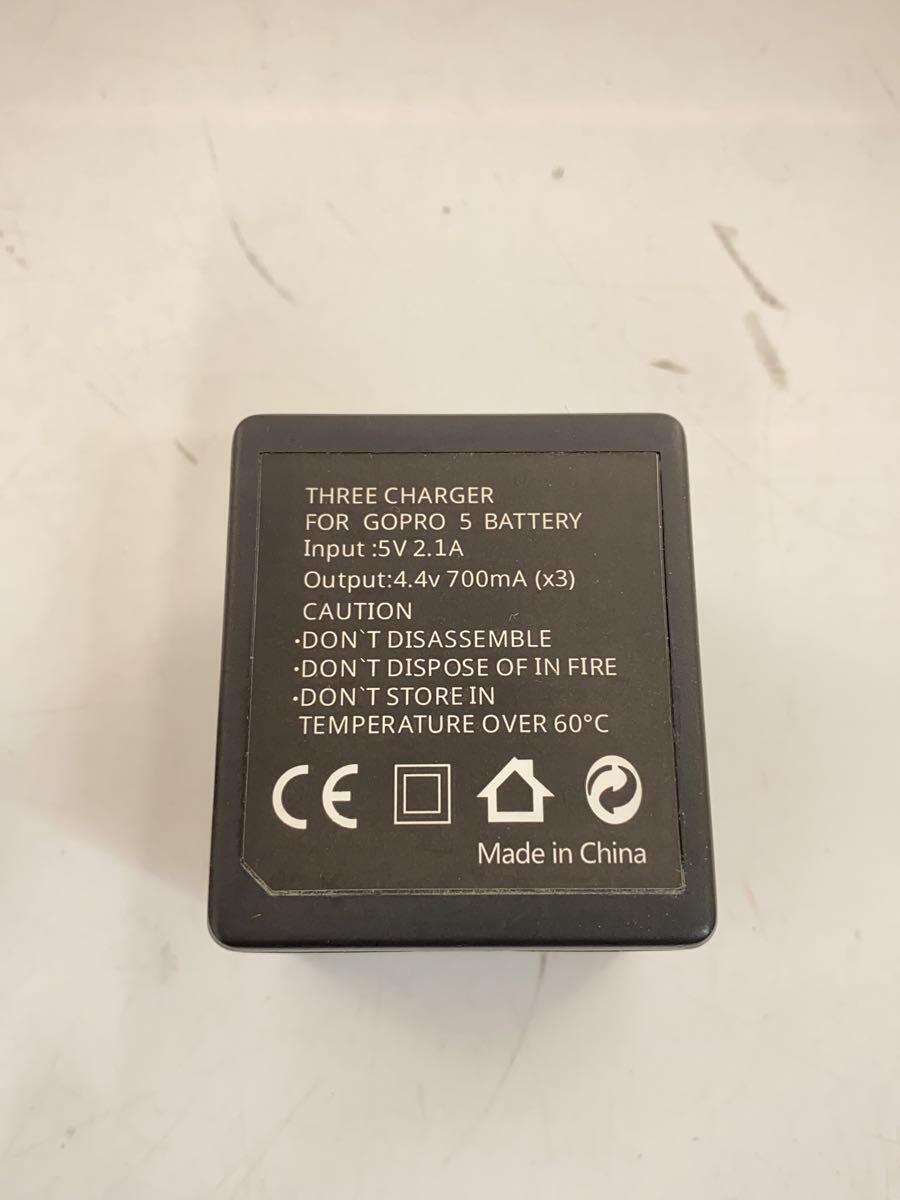 THREE CHARGER
FOR GOPRO 5 BATTERY
Input :5V 2.1A
Output:4.4v 700mA (x3)
CAUTION
·DON`T DISASSEMBLE
·DON`T DISPOSE OF IN FIRE
·DON`T STORE IN
TEMPERATURE OVER 60°C
CE
Made in China